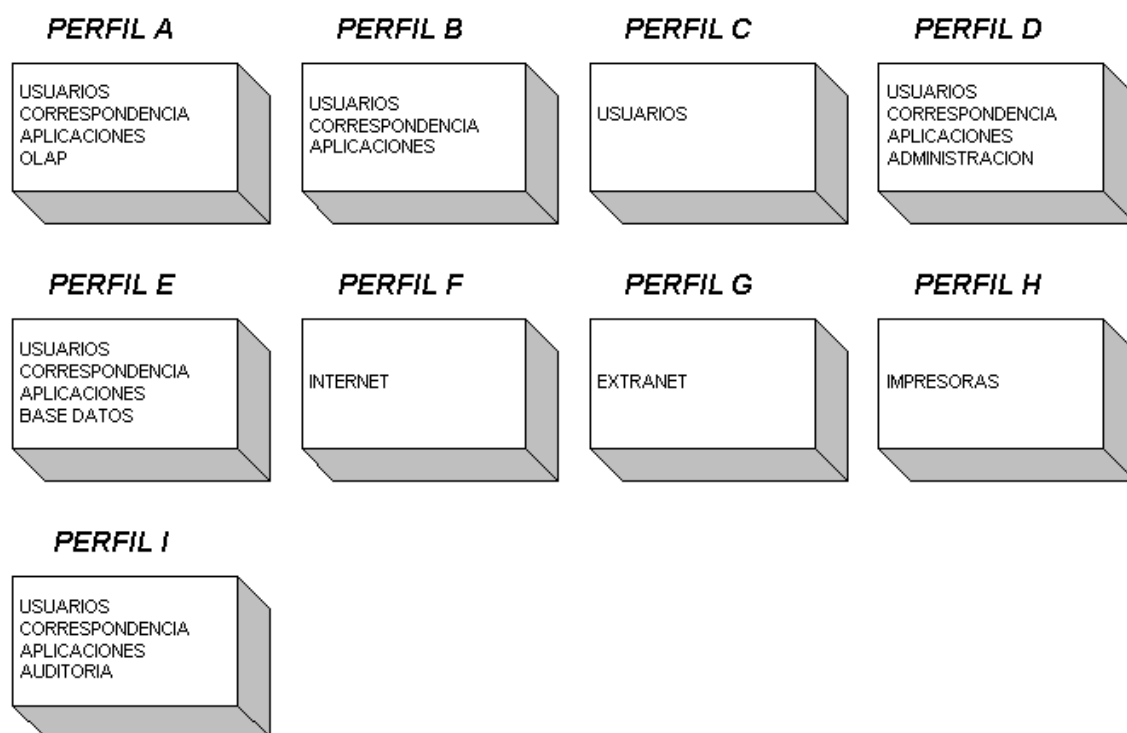 PERFIL A
USUARIOS
CORRESPONDENCIA
APLICACIONES
OLAP
PERFIL B
USUARIOS
CORRESPONDENCIA
APLICACIONES
PERFIL C
USUARIOS
PERFIL D
USUARIOS
CORRESPONDENCIA
APLICACIONES
ADMINISTRACION
PERFIL E
USUARIOS
CORRESPONDENCIA
APLICACIONES
BASE DATOS
PERFIL F
INTERNET
PERFIL G
EXTRANET
PERFIL H
IMPRESORAS
PERFIL I
USUARIOS
CORRESPONDENCIA
APLICACIONES
AUDITORIA